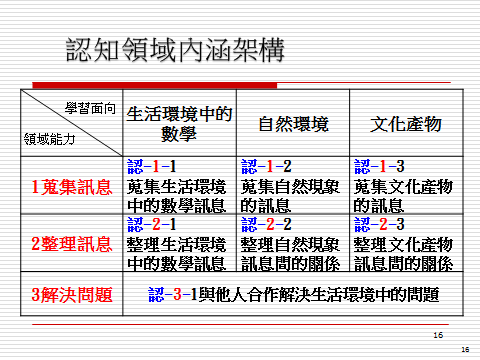 認知領域內涵架構
學習面向
領域能力
生活環境中的
數學
自然環境
文化產物
1蒐集訊息
認-1-1
蒐集生活環境
中的數學訊息
認-1-2
蒐集自然現象
的訊息
認-1-3
蒐集文化產物
的訊息
2整理訊息
認-2-1
整理生活環境
中的數學訊息
認-2-2
整理自然現象
訊息間的關係
認-2-3
整理文化產物
訊息間的關係
3解決問題
認-3-1與他人合作解決生活環境中的問題
16
16